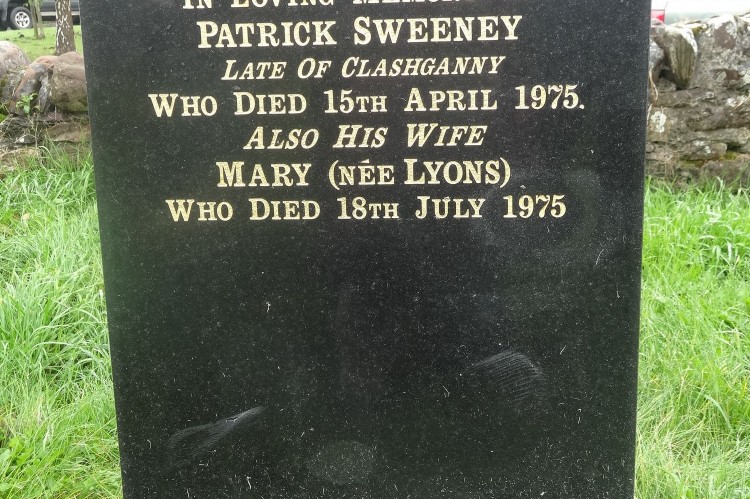 IN LOVING MEMORY
PATRICK SWEENEY
LATE OF CLASHGANNY
WHO DIED 15TH APRIL 1975.
ALSO HIS WIFE
MARY (NÉE LYONS)
WHO DIED 18TH JULY 1975